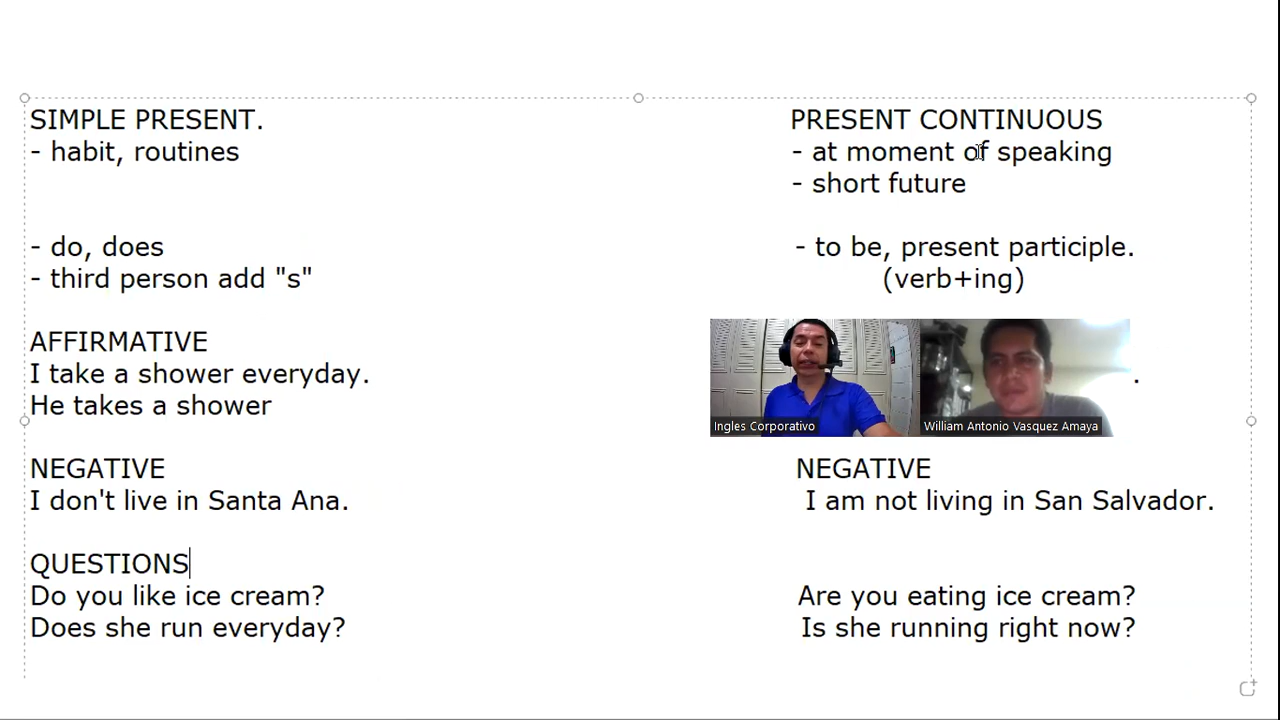 SIMPLE PRESENT.
- habit, routines
- do, does
- third person add "s"
AFFIRMATIVE
I take a shower everyday.
He takes a shower
NEGATIVE
I don't live in Santa Ana.
QUESTIONS
Do you like ice cream?
Does she run everyday?
PRESENT CONTINUOUS
- at moment of speaking
- short future
- to be, present participle.
(verb+ing)
.
Ingles Corporativo
William Antonio Vasquez Amaya
NEGATIVE
I am not living in San Salvador.
Are you eating ice cream?
Is she running right now?